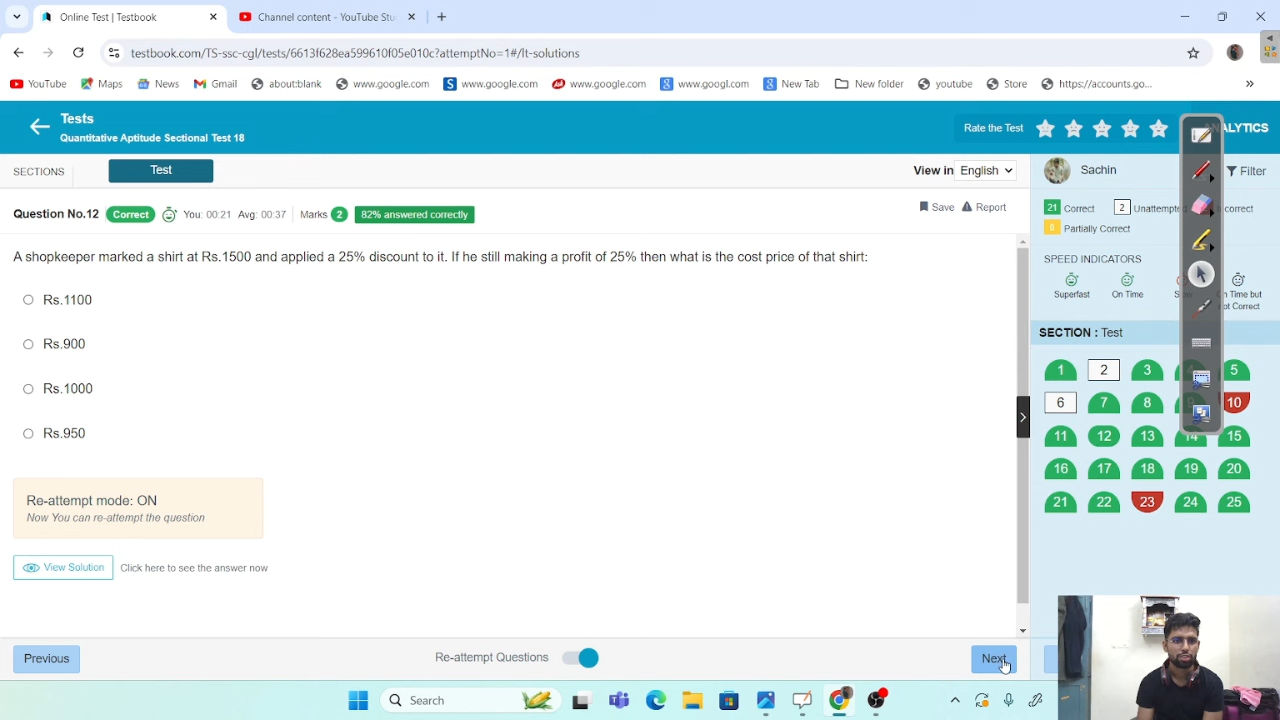 Online Test | Testbook
Channel content - YouTube Stu
testbook.com/TS-ssc-cgl/tests/6613f628ea599610f05e010c?attemptNo=1#/lt-solutions
YouTube Maps News Gmail about:blank www.google.com www.google.com www.google.com www.googl.com New Tab New folder youtube Store https://accounts.go... »
Tests
Quantitative Aptitude Sectional Test 18
Rate the Test
NALYTICS
SECTIONS Test View in English Sachin Filter
Question No.12 Correct You: 00:21 Avg: 00:37 Marks 2 82% answered correctly Save Report
21 Correct 2 Unattempted correct
0 Partially Correct
A shopkeeper marked a shirt at Rs.1500 and applied a 25% discount to it. If he still making a profit of 25% then what is the cost price of that shirt:
SPEED INDICATORS
Superfast On Time n Time but
ot Correct
Rs.1100
Rs.900
Rs.1000
Rs.950
SECTION : Test
1 2 3 5
6 7 8 10
11 12 13 14 15
16 17 18 19 20
21 22 23 24 25
Re-attempt mode: ON
Now You can re-attempt the question
View Solution Click here to see the answer now
Previous Re-attempt Questions Next
Search